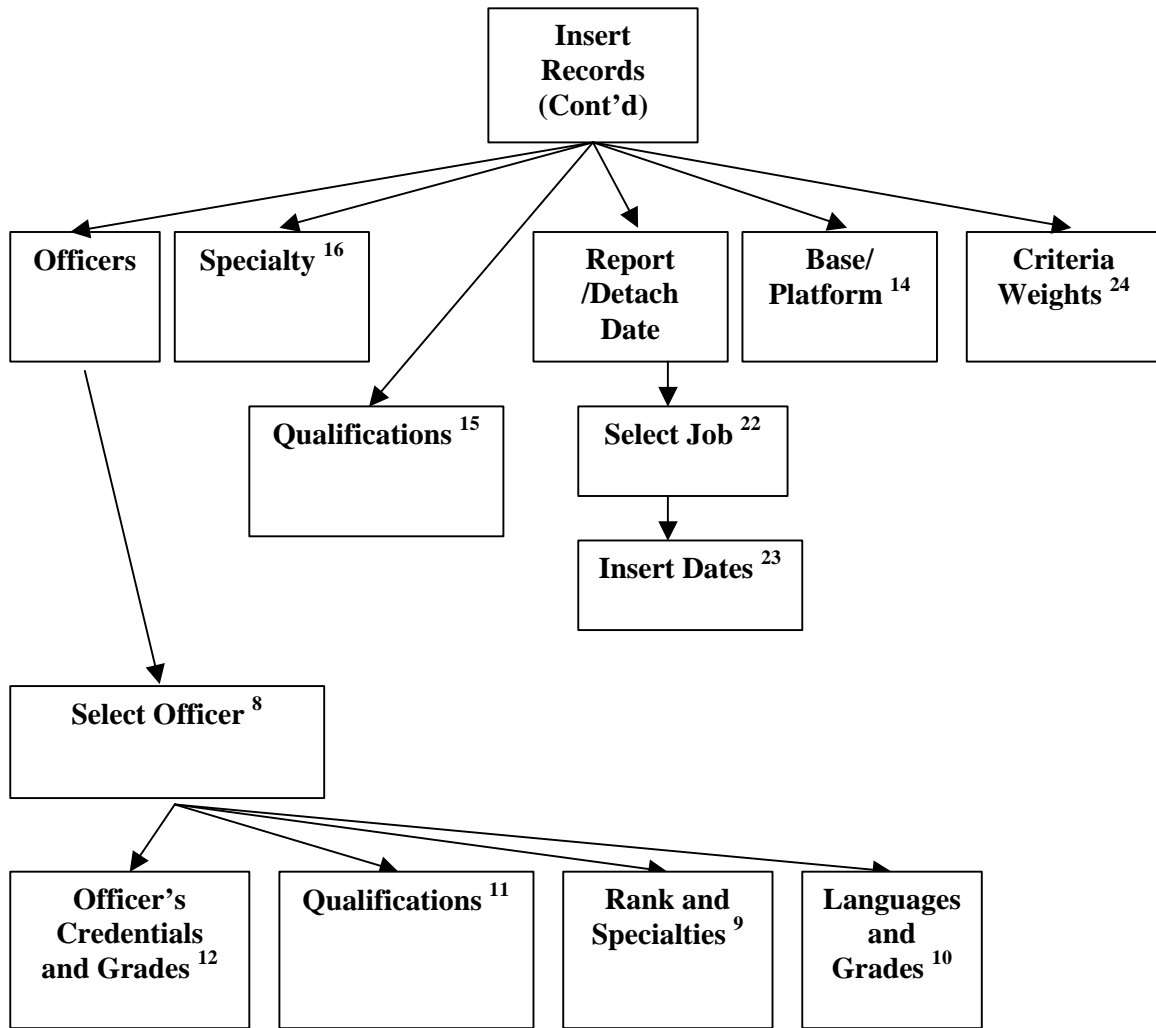 Insert
Records
(Cont’d)
Officers
Specialty 16
Report
/Detach
Date
Base/
Platform 14
Criteria
Weights 24
Qualifications 15
Select Job 22
Insert Dates 23
Select Officer 8
Officer’s
Credentials
and Grades 12
Qualifications 11
Rank and
Specialties 9
Languages
and
Grades 10